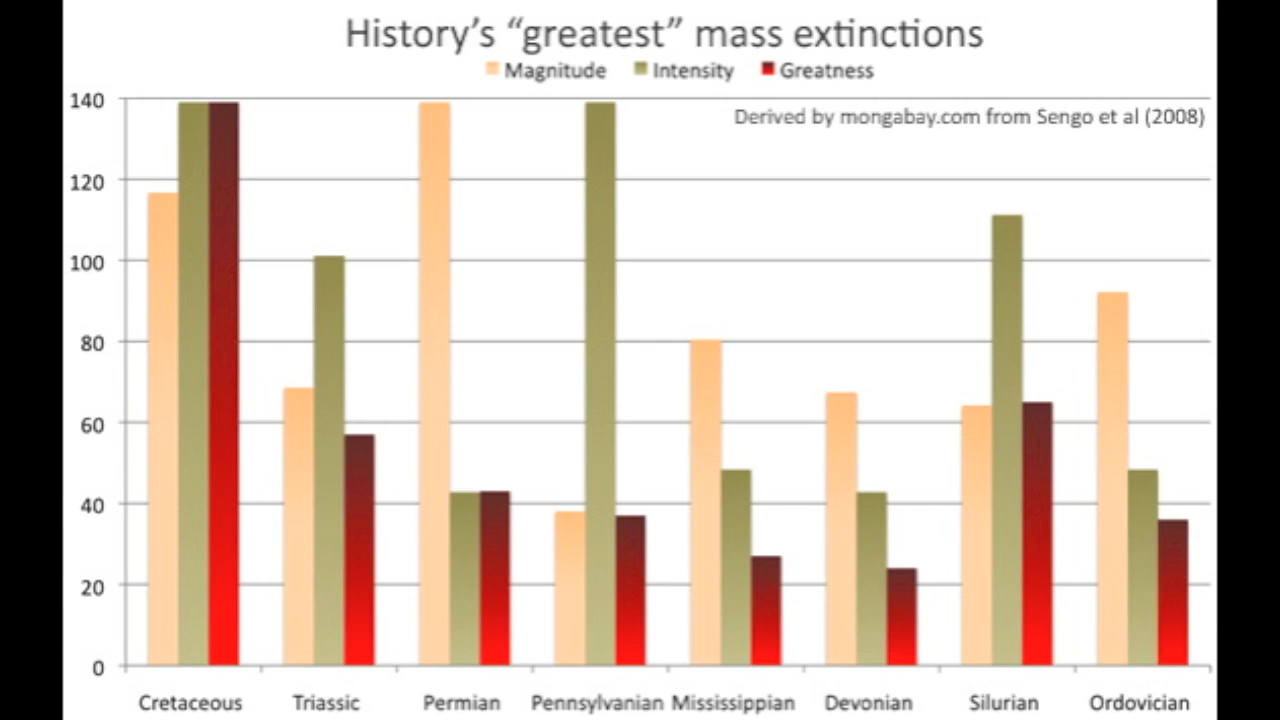 History's “greatest” mass extinctions
Magnitude Intensity Greatness
Derived by mongabay.com from Sengo et al (2008)
140
120
100
80
60
40
20
0
Cretaceous Triassic Permian Pennsylvanian Mississippian Devonian Silurian Ordovician